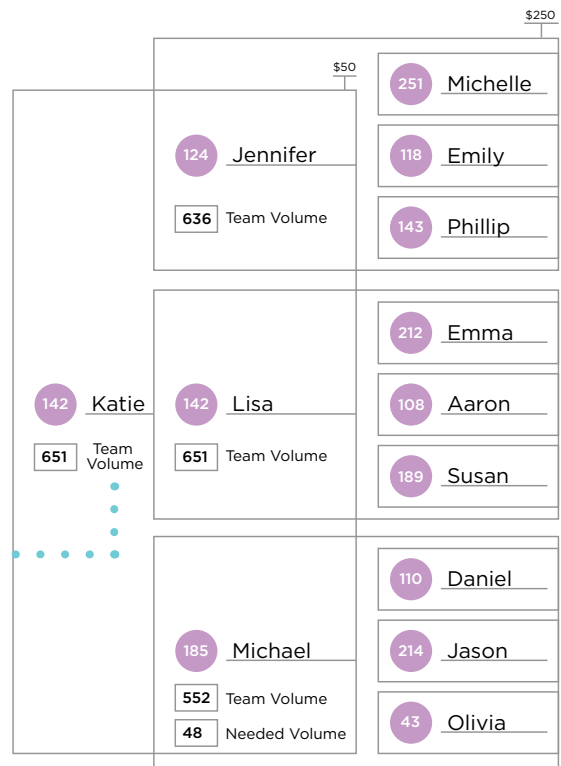 $250
$50
251 Michelle
124 Jennifer
118 Emily
636 Team Volume
143 Phillip
212 Emma
142 Katie
142 Lisa
108 Aaron
651 Team
Volume
651 Team Volume
189 Susan
110 Daniel
185 Michael
214 Jason
552 Team Volume
48 Needed Volume
43 Olivia